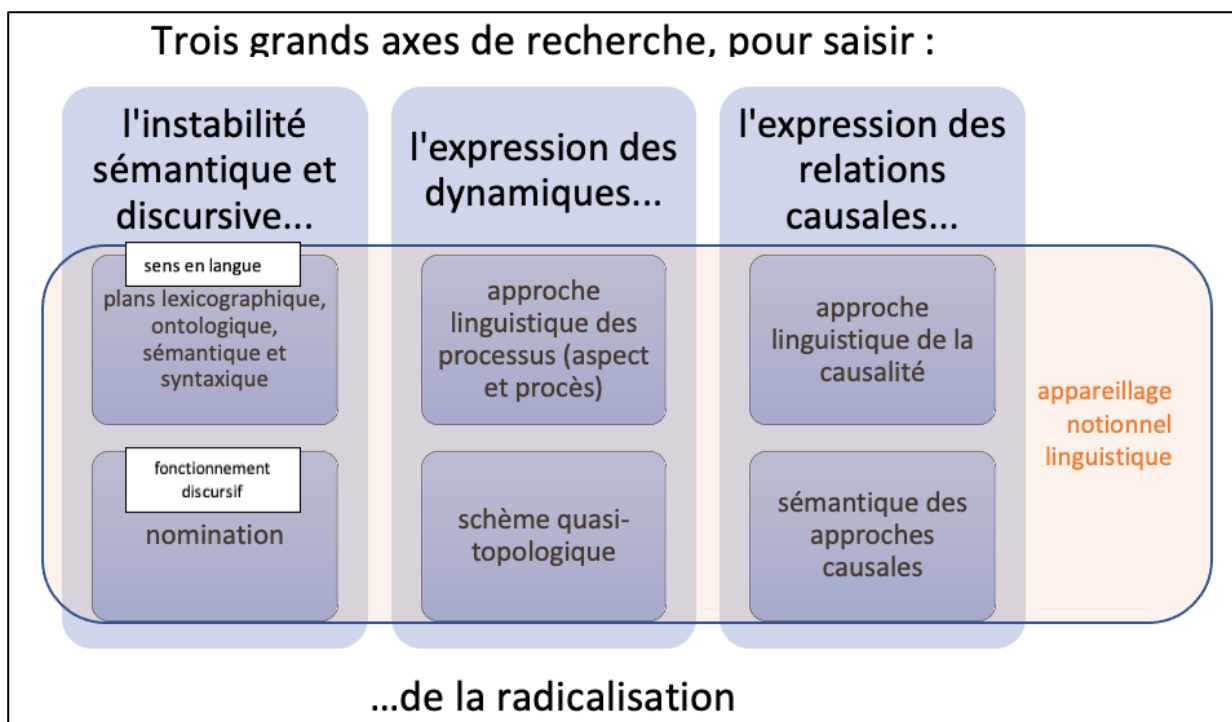 Trois grands axes de recherche, pour saisir :
l'instabilité
sémantique et
discursive...
sens en langue
plans lexicographique,
ontologique,
sémantique et
syntaxique
fonctionnement
discursif
nomination
l'expression des
dynamiques...
approche
linguistique des
processus (aspect
et procès)
schème quasi-
topologique
l'expression des
relations
causales...
approche
linguistique de la
causalité
sémantique des
approches
causales
appareillage
notionnel
linguistique
...de la radicalisation